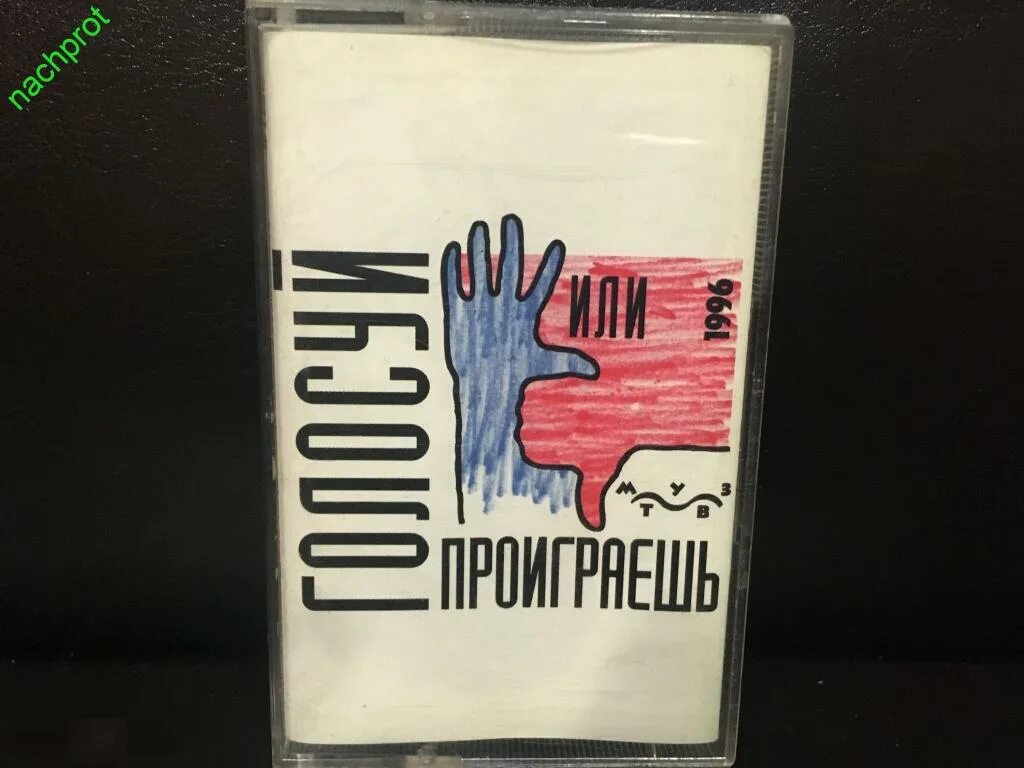 nachprot
ГОЛОСУЙ
ИЛИ
1996
М У З
Т В
ПРОИГРАЕШЬ